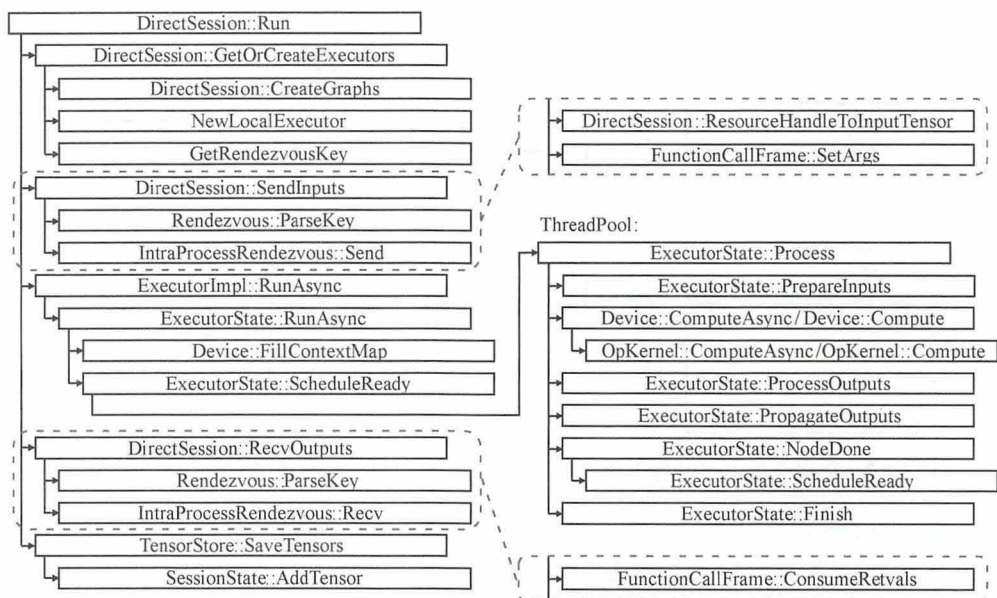 DirectSession::Run
DirectSession::GetOrCreateExecutors
DirectSession::CreateGraphs
NewLocalExecutor
GetRendezvousKey
DirectSession::SendInputs
Rendezvous::ParseKey
IntraProcessRendezvous::Send
ExecutorImpl::RunAsync
ExecutorState::RunAsync
Device::FillContextMap
ExecutorState::ScheduleReady
DirectSession::RecvOutputs
Rendezvous::ParseKey
IntraProcessRendezvous::Recv
TensorStore::SaveTensors
SessionState::AddTensor
DirectSession::ResourceHandleToInputTensor
FunctionCallFrame::SetArgs
ThreadPool:
ExecutorState::Process
ExecutorState::PrepareInputs
Device::ComputeAsync/Device::Compute
OpKernel::ComputeAsync/OpKernel::Compute
ExecutorState::ProcessOutputs
ExecutorState::PropagateOutputs
ExecutorState::NodeDone
ExecutorState::ScheduleReady
ExecutorState::Finish
FunctionCallFrame::ConsumeRetvals